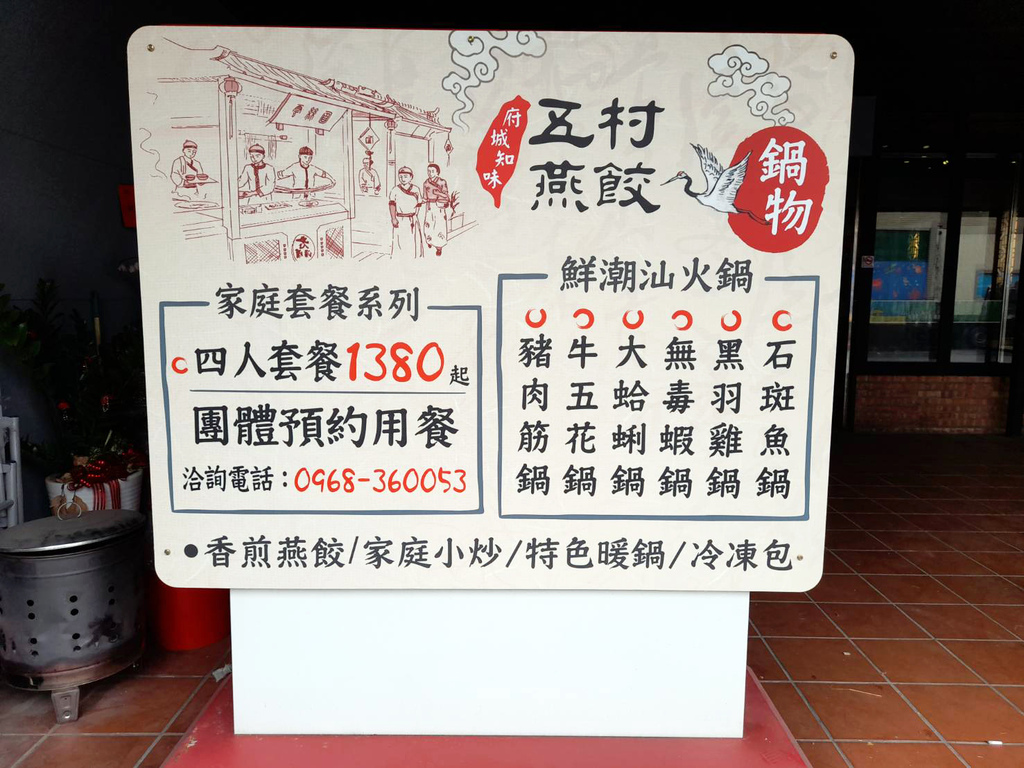 府城知味
五村
燕餃
鍋物
家庭套餐系列
四人套餐1380起
團體預約用餐
洽詢電話：0968-360053
鮮潮汕火鍋
豬肉筋鍋
牛五花鍋
大蛤蜊鍋
無毒蝦鍋
黑羽雞鍋
石斑魚鍋
●香煎燕餃/家庭小炒/特色暖鍋/冷凍包